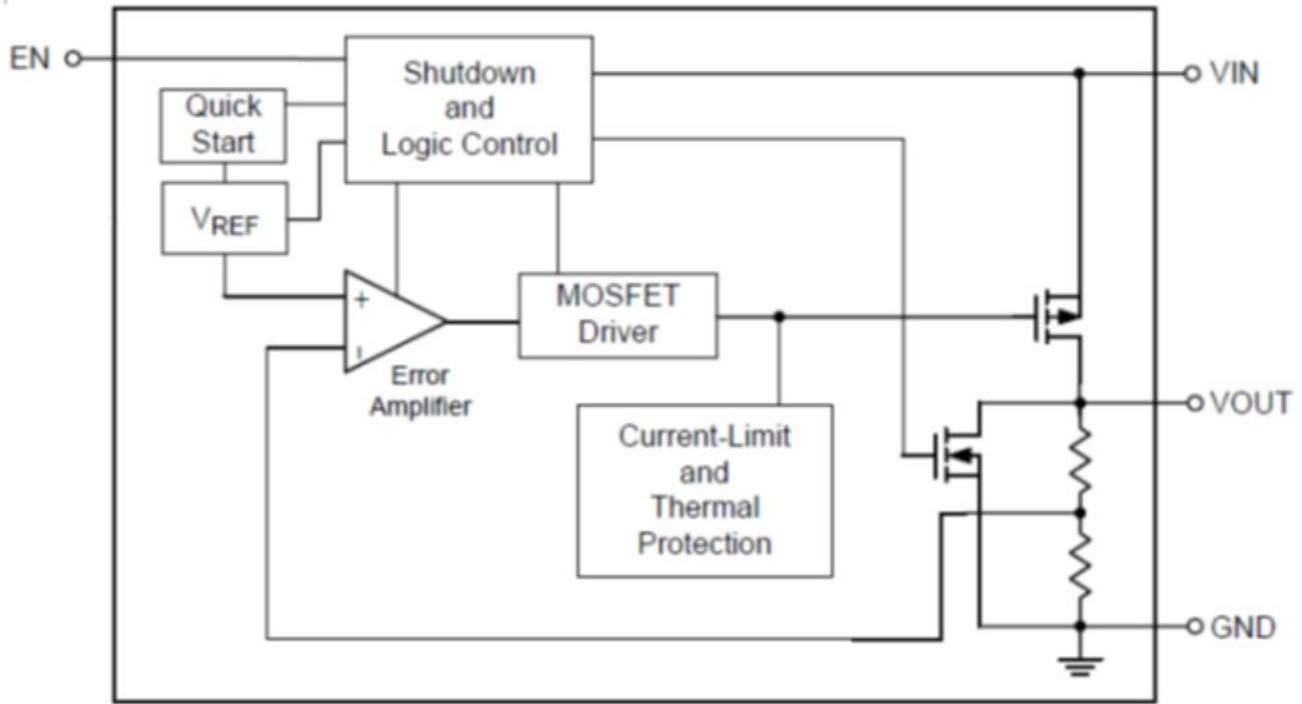 EN
Shutdown
and
Logic Control
VIN
Quick
Start
VREF
+
MOSFET
Driver
Error
Amplifier
VOUT
Current-Limit
and
Thermal
Protection
GND